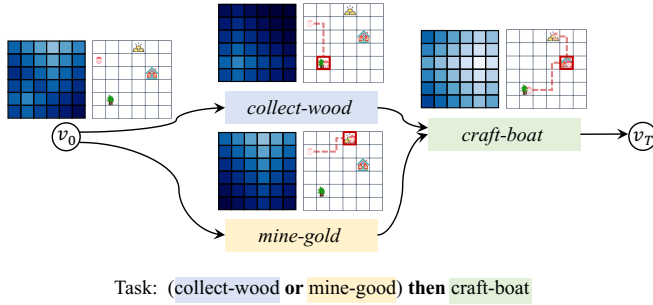 collect-wood
v0
craft-boat
vT
mine-gold
Task: (collect-wood or mine-good) then craft-boat